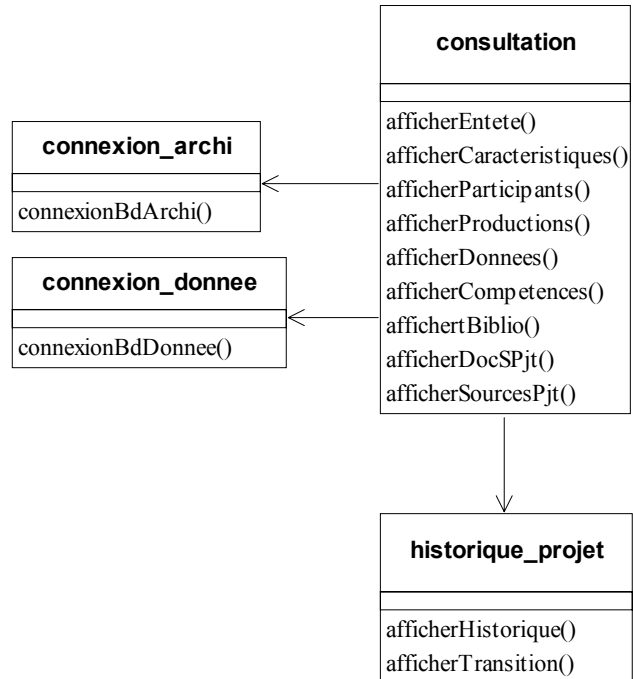 consultation
afficherEntete()
afficherCaracteristiques()
afficherParticipants()
afficherProductions()
afficherDonnees()
afficherCompetences()
affichertBiblio()
afficherDocSPjt()
afficherSourcesPjt()
connexion_archi
connexionBdArchi()
connexion_donnee
connexionBdDonnee()
historique_projet
afficherHistorique()
afficherTransition()